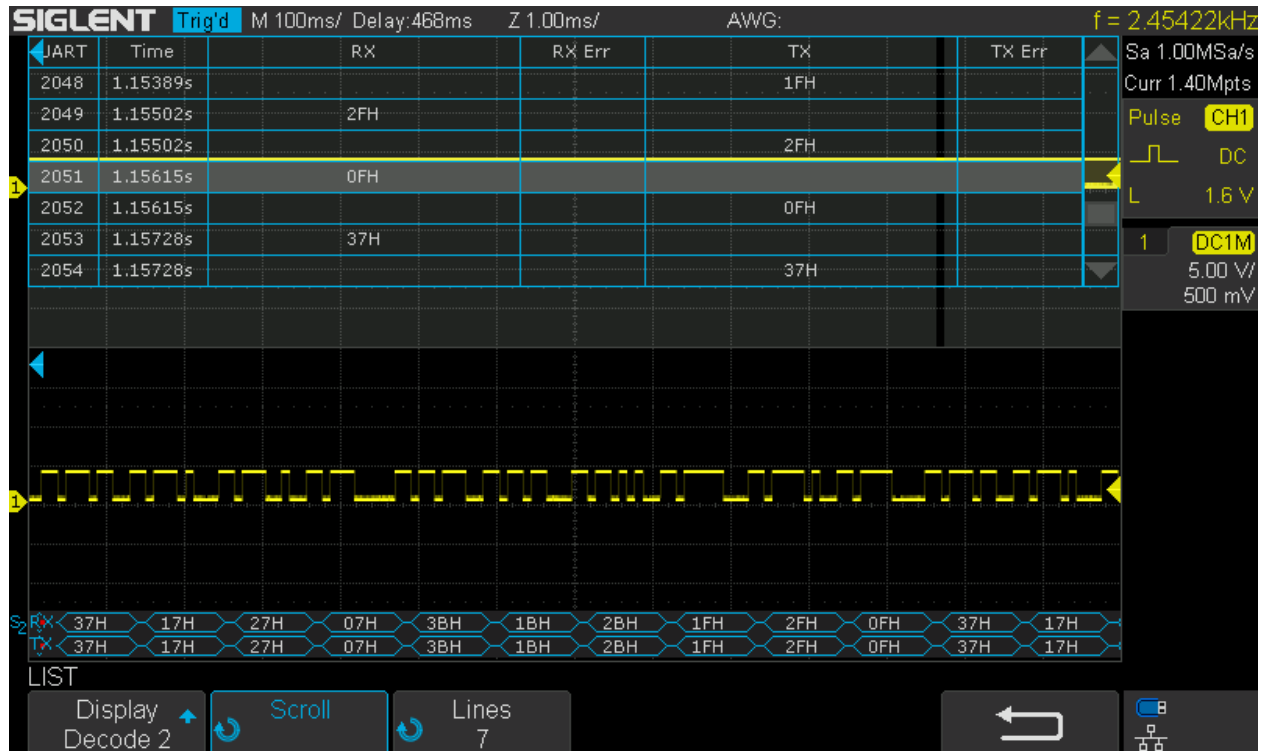 SIGLENT Trig'd M 100ms/ Delay:468ms Z 1.00ms/ AWG: f = 2.45422kHz
UART Time RX RX Err TX TX Err Sa 1.00MSa/s
2048 1.15389s 1FH Curr 1.40Mpts
2049 1.15502s 2FH Pulse CH1
2050 1.15502s 2FH DC
2051 1.15615s 0FH
1
2052 1.15615s 0FH L 1.6 V
2053 1.15728s 37H 1 DC1M
2054 1.15728s 37H 5.00 V/
500 mV
1
S2 RX 37H 17H 27H 07H 3BH 1BH 2BH 1FH 2FH 0FH 37H 17H
TX 37H 17H 27H 07H 3BH 1BH 2BH 1FH 2FH 0FH 37H 17H
LIST
Display Scroll Lines
Decode 2 7